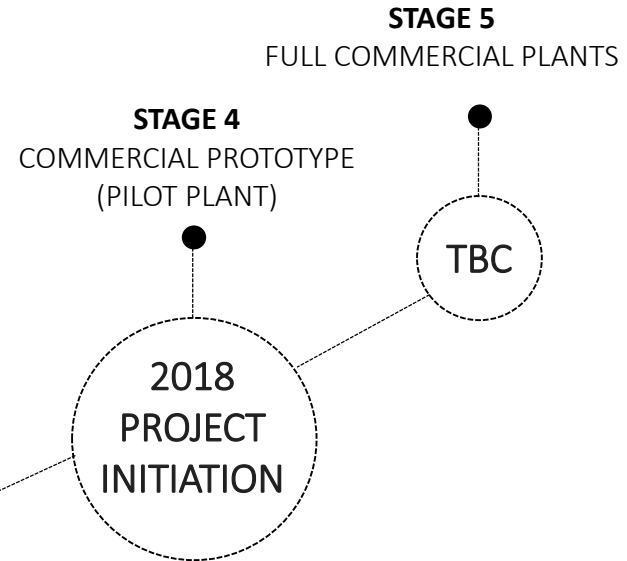 STAGE 5
FULL COMMERCIAL PLANTS
STAGE 4
COMMERCIAL PROTOTYPE
(PILOT PLANT)
TBC
2018
PROJECT
INITIATION